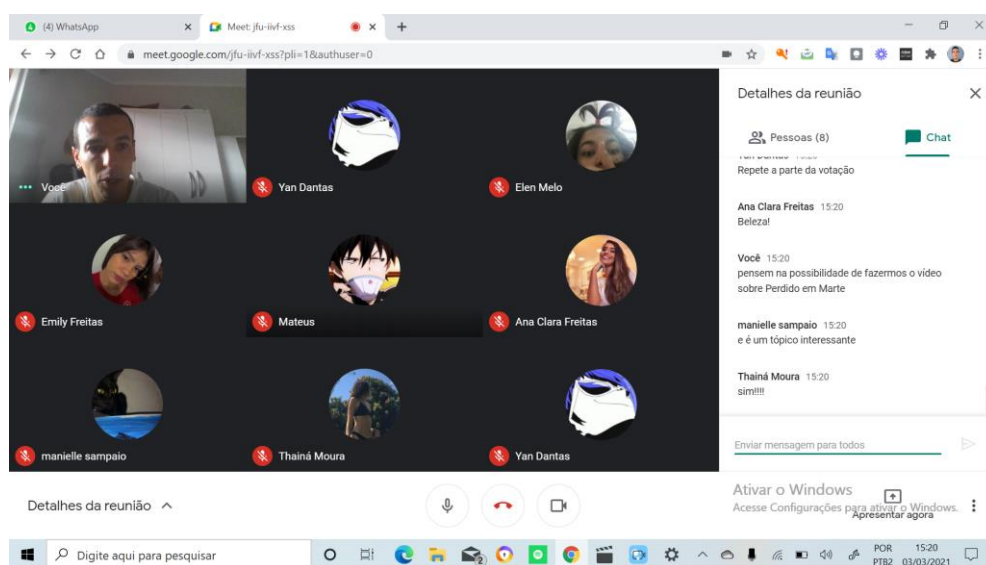 (4) WhatsApp
Meet: jfu-iivf-xss
meet.google.com/jfu-iivf-xss?pli=1&authuser=0
Você
Yan Dantas
Elen Melo
Emily Freitas
Mateus
Ana Clara Freitas
manielle sampaio
Thainá Moura
Yan Dantas
Detalhes da reunião
Pessoas (8)
Chat
Yan Dantas 15:20
Repete a parte da votação
Ana Clara Freitas 15:20
Beleza!
Você 15:20
pensem na possibilidade de fazermos o vídeo
sobre Perdido em Marte
manielle sampaio 15:20
e é um tópico interessante
Thainá Moura 15:20
sim!!!!
Enviar mensagem para todos
Detalhes da reunião
Ativar o Windows
Acesse Configurações para ativar o Windows.
Apresentar agora
Digite aqui para pesquisar
POR
PTB2
15:20
03/03/2021